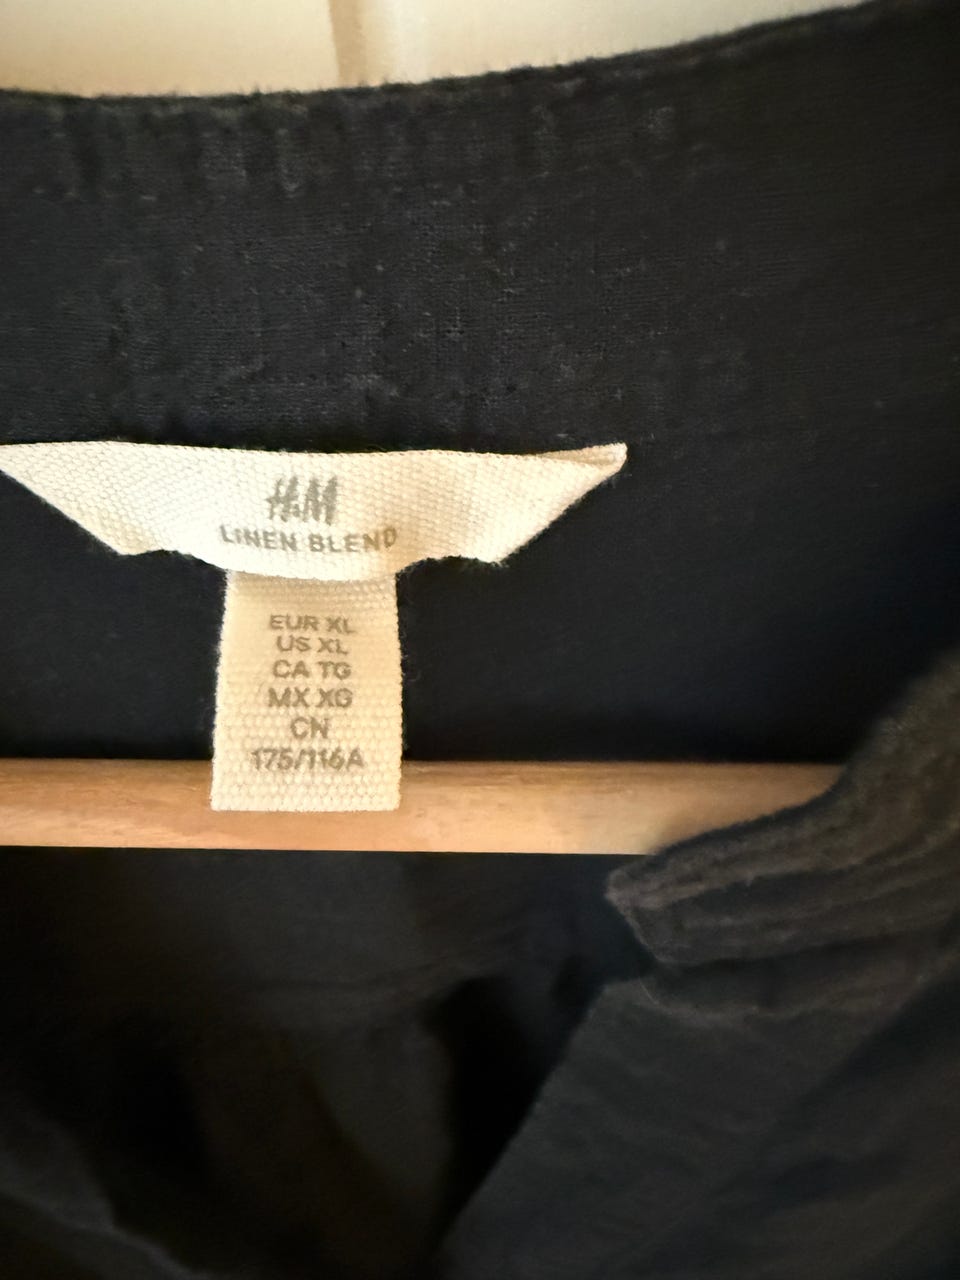 H&M
LINEN BLEND
EUR XL
US XL
CA TG
MX XG
CN
175/116A